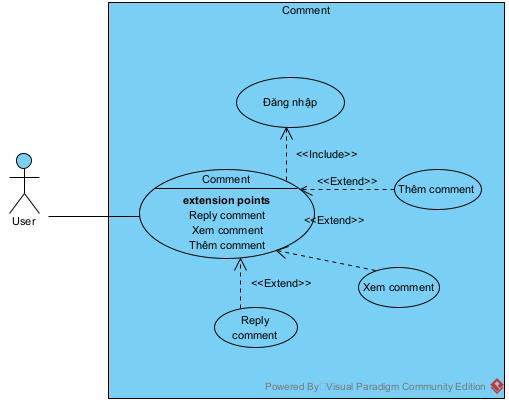 Comment
Đăng nhập
<<Include>>
Comment
<<Extend>>
Thêm comment
extension points
Reply comment
<<Extend>>
User
Xem comment
Thêm comment
<<Extend>>
Xem comment
Reply
comment
Powered By Visual Paradigm Community Edition